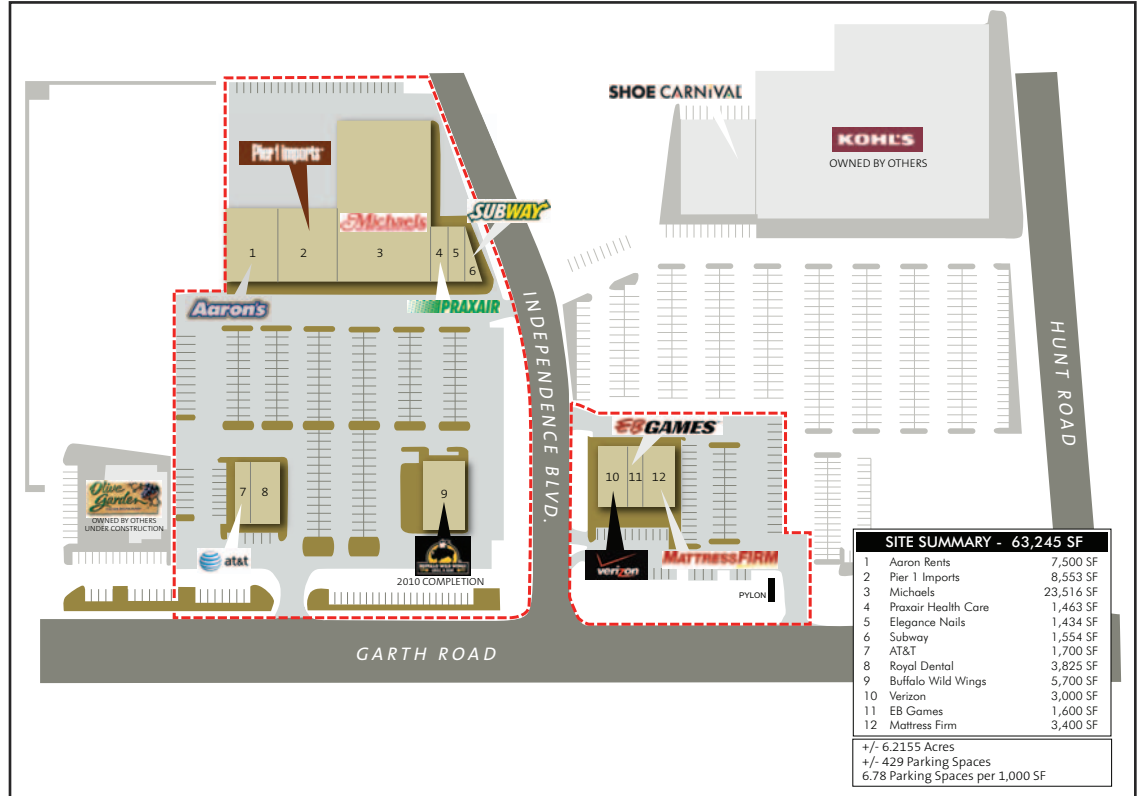 SHOE CARNIVAL
KOHL'S
OWNED BY OTHERS
Pier 1 imports
Michaels
SUBWAY
1
2
3
4
5
6
Aaron's
PRAXAIR
INDEPENDENCE BLVD.
HUNT ROAD
EB GAMES
10
11
12
7
8
9
Olive
Garden
OWNED BY OTHERS
UNDER CONSTRUCTION
at&t
BUFFALO WILD WINGS
2010 COMPLETION
verizon
MATTRESSFIRM
PYLON
GARTH ROAD
SITE SUMMARY - 63,245 SF
1 Aaron Rents 7,500 SF
2 Pier 1 Imports 8,553 SF
3 Michaels 23,516 SF
4 Praxair Health Care 1,463 SF
5 Elegance Nails 1,434 SF
6 Subway 1,554 SF
7 AT&T 1,700 SF
8 Royal Dental 3,825 SF
9 Buffalo Wild Wings 5,700 SF
10 Verizon 3,000 SF
11 EB Games 1,600 SF
12 Mattress Firm 3,400 SF
+/- 6.2155 Acres
+/- 429 Parking Spaces
6.78 Parking Spaces per 1,000 SF